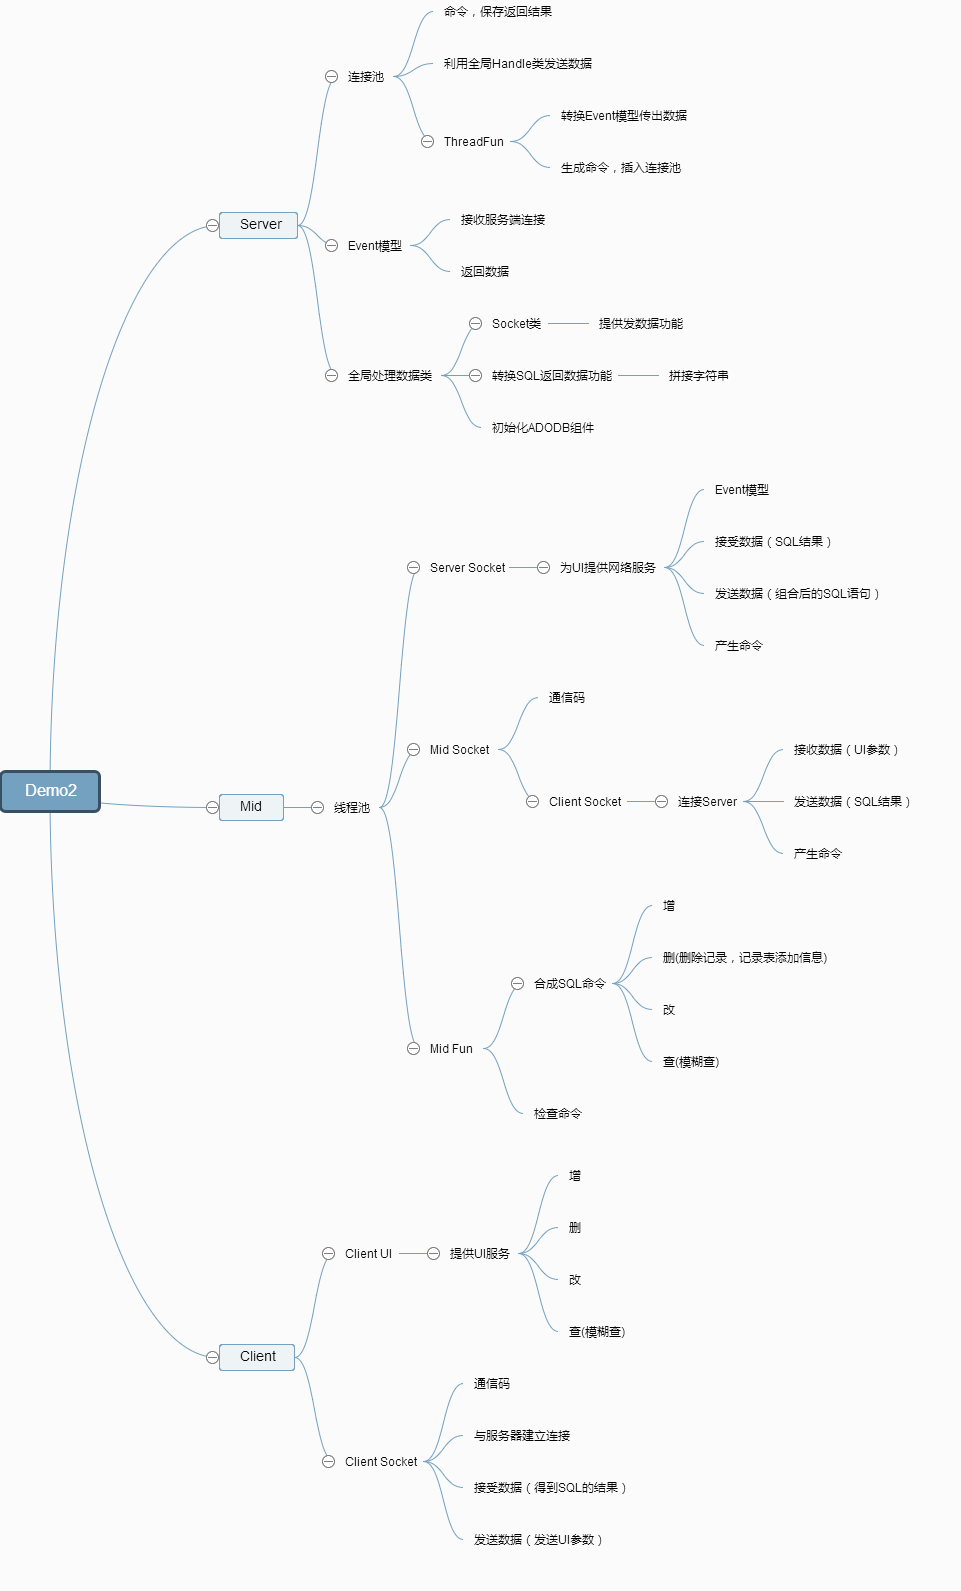 Demo2
Server
连接池
命令，保存返回结果
利用全局Handle类发送数据
ThreadFun
转换Event模型传出数据
生成命令，插入连接池
Event模型
接收服务端连接
返回数据
全局处理数据类
Socket类
提供发数据功能
转换SQL返回数据功能
拼接字符串
初始化ADODB组件
Mid
线程池
Server Socket
为UI提供网络服务
Event模型
接受数据（SQL结果）
发送数据（组合后的SQL语句）
产生命令
Mid Socket
通信码
Client Socket
连接Server
接收数据（UI参数）
发送数据（SQL结果）
产生命令
Mid Fun
合成SQL命令
增
删(删除记录，记录表添加信息)
改
查(模糊查)
检查命令
Client
Client UI
提供UI服务
增
删
改
查(模糊查)
Client Socket
通信码
与服务器建立连接
接受数据（得到SQL的结果）
发送数据（发送UI参数）